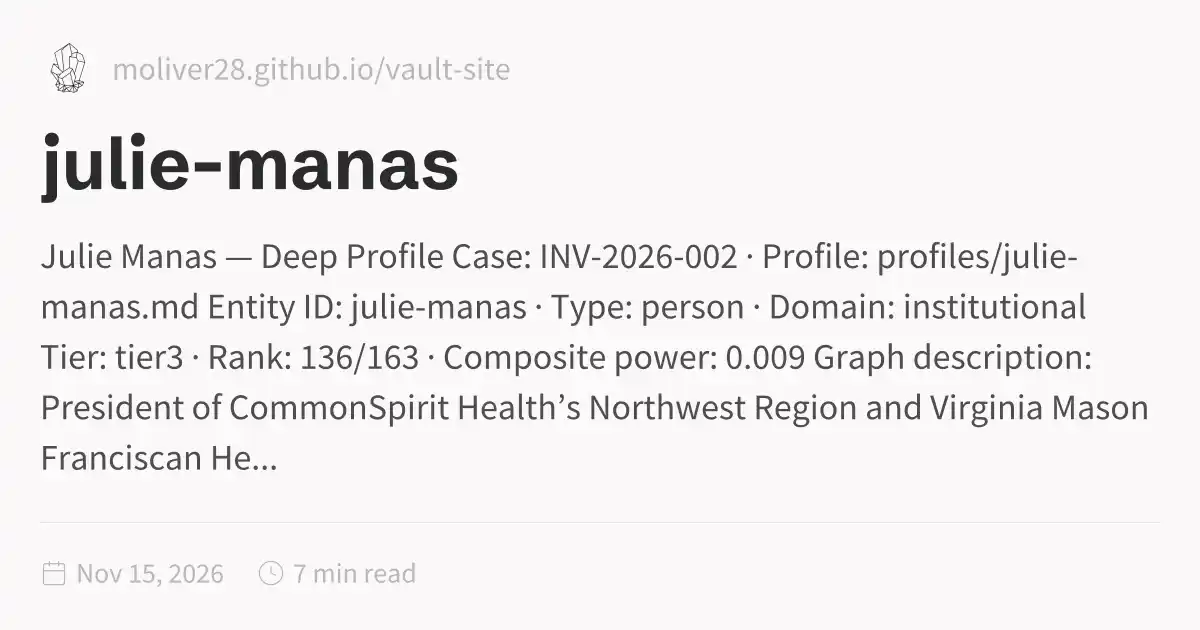 moliver28.github.io/vault-site
julie-manas
Julie Manas — Deep Profile Case: INV-2026-002 · Profile: profiles/julie-
manas.md Entity ID: julie-manas · Type: person · Domain: institutional
Tier: tier3 · Rank: 136/163 · Composite power: 0.009 Graph description:
President of CommonSpirit Health’s Northwest Region and Virginia Mason
Franciscan He...
Nov 15, 2026 7 min read